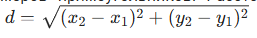 d = √(x₂ − x₁)² + (y₂ − y₁)²